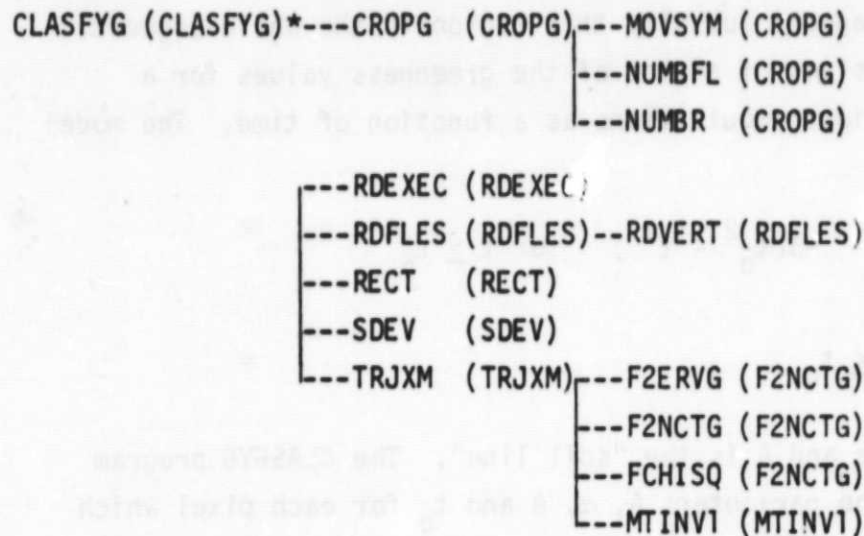 CLASFYG (CLASFYG)*---CROPG (CROPG)---MOVSYM (CROPG)
---NUMBFL (CROPG)
---NUMBR (CROPG)
---RDEXEC (RDEXEC)
---RDFLES (RDFLES)--RDVERT (RDFLES)
---RECT (RECT)
---SDEV (SDEV)
---TRJXM (TRJXM)---F2ERVG (F2NCTG)
---F2NCTG (F2NCTG)
---FCHISQ (F2NCTG)
---MTINV1 (MTINV1)